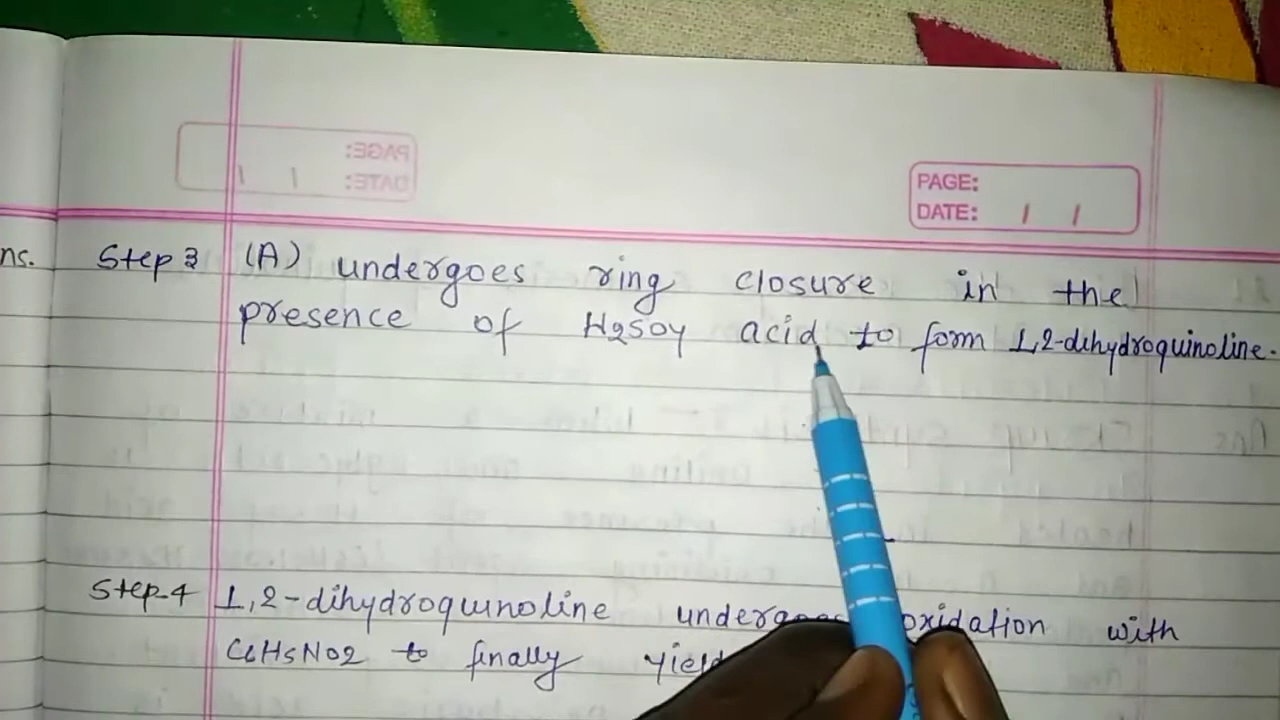 PAGE:
DATE: / /
ns. Step 3 (A) undergoes ring closure in the
presence of H2SO4 acid to form 1,2-dihydroquinoline.
Step-4 1,2-dihydroquinoline undergoes oxidation with
C6H5NO2 to finally yield